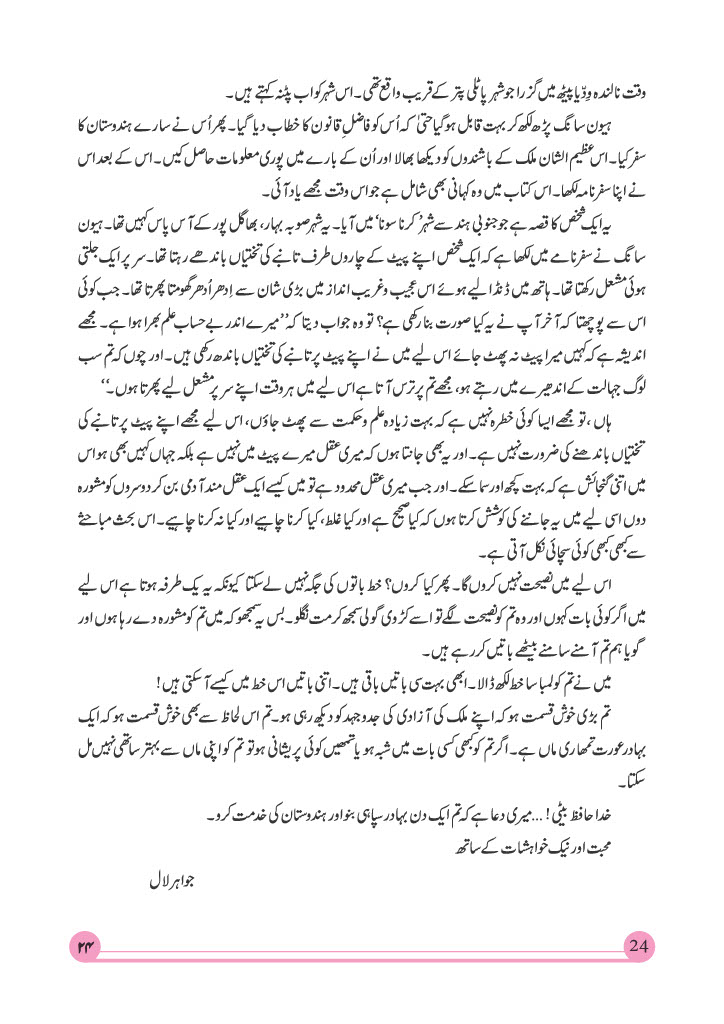 وقت نالندہ وِدّیا پیٹھ میں گزرا جو شہر پاٹلی پتر کے قریب واقع تھی۔ اس شہر کو اب پٹنہ کہتے ہیں۔
ہیون سانگ پڑھ لکھ کر بہت قابل ہو گیا حتیٰ کہ اُس کو فاضلِ قانون کا خطاب دیا گیا۔ پھر اُس نے سارے ہندوستان کا
سفر کیا۔ اس عظیم الشان ملک کے باشندوں کو دیکھا بھالا اور اُن کے بارے میں پوری معلومات حاصل کیں۔ اس کے بعد اس
نے اپنا سفرنامہ لکھا۔ اس کتاب میں وہ کہانی بھی شامل ہے جو اس وقت مجھے یاد آئی۔
یہ ایک شخص کا قصہ ہے جو جنوبی ہند سے شہر ’کرنا سونا‘ میں آیا۔ یہ شہر صوبہ بہار، بھاگل پور کے آس پاس کہیں تھا۔ ہیون
سانگ نے سفرنامے میں لکھا ہے کہ ایک شخص اپنے پیٹ کے چاروں طرف تانبے کی تختیاں باندھے رہتا تھا۔ سر پر ایک جلتی
ہوئی مشعل رکھتا تھا۔ ہاتھ میں ڈنڈا لیے ہوئے اس عجیب و غریب انداز میں بڑی شان سے اِدھر اُدھر گھومتا پھرتا تھا۔ جب کوئی
اس سے پوچھتا کہ آخر آپ نے یہ کیا صورت بنا رکھی ہے؟ تو وہ جواب دیتا کہ ’’میرے اندر بے حساب علم بھرا ہوا ہے۔ مجھے
اندیشہ ہے کہ کہیں میرا پیٹ نہ پھٹ جائے اس لیے میں نے اپنے پیٹ پر تانبے کی تختیاں باندھ رکھی ہیں۔ اور چوں کہ تم سب
لوگ جہالت کے اندھیرے میں رہتے ہو، مجھے تم پر ترس آتا ہے اس لیے میں ہر وقت اپنے سر پر مشعل لیے پھرتا ہوں۔‘‘
ہاں، تو مجھے ایسا کوئی خطرہ نہیں ہے کہ بہت زیادہ علم و حکمت سے پھٹ جاؤں، اس لیے مجھے اپنے پیٹ پر تانبے کی
تختیاں باندھنے کی ضرورت نہیں ہے۔ اور یہ بھی جانتا ہوں کہ میری عقل میرے پیٹ میں نہیں ہے بلکہ جہاں کہیں بھی ہو اس
میں اتنی گنجائش ہے کہ بہت کچھ اور سما سکے۔ اور جب میری عقل محدود ہے تو میں کیسے ایک عقل مند آدمی بن کر دوسروں کو مشورہ
دوں اسی لیے میں یہ جاننے کی کوشش کرتا ہوں کہ کیا صحیح ہے اور کیا غلط، کیا کرنا چاہیے اور کیا نہ کرنا چاہیے۔ اس بحث مباحثے
سے کبھی کبھی کوئی سچائی نکل آتی ہے۔
اس لیے میں نصیحت نہیں کروں گا۔ پھر کیا کروں؟ خط باتوں کی جگہ نہیں لے سکتا کیونکہ یہ یک طرفہ ہوتا ہے اس لیے
میں اگر کوئی بات کہوں اور وہ تم کو نصیحت لگے تو اسے کڑوی گولی سمجھ کر مت نگلو۔ بس یہ سمجھو کہ میں تم کو مشورہ دے رہا ہوں اور
گویا ہم تم آمنے سامنے بیٹھے باتیں کر رہے ہیں۔
میں نے تم کو لمبا سا خط لکھ ڈالا۔ ابھی بہت سی باتیں باقی ہیں۔ اتنی باتیں اس خط میں کیسے آ سکتی ہیں!
تم بڑی خوش قسمت ہو کہ اپنے ملک کی آزادی کی جدوجہد کو دیکھ رہی ہو۔ تم اس لحاظ سے بھی خوش قسمت ہو کہ ایک
بہادر عورت تمھاری ماں ہے۔ اگر تم کو کبھی کسی بات میں شبہ ہو یا تمھیں کوئی پریشانی ہو تو تم کو اپنی ماں سے بہتر ساتھی نہیں مل
سکتا۔
خدا حافظ بیٹی! ... میری دعا ہے کہ تم ایک دن بہادر سپاہی بنو اور ہندوستان کی خدمت کرو۔
محبت اور نیک خواہشات کے ساتھ
جواہر لال
24
۲۴